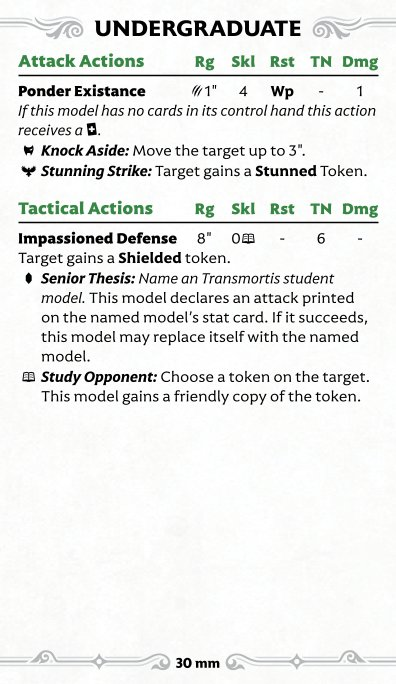 UNDERGRADUATE
Attack Actions Rg Skl Rst TN Dmg
Ponder Existance 1" 4 Wp - 1
If this model has no cards in its control hand this action
receives a .
Knock Aside: Move the target up to 3".
Stunning Strike: Target gains a Stunned Token.
Tactical Actions Rg Skl Rst TN Dmg
Impassioned Defense 8" 0 - 6 -
Target gains a Shielded token.
Senior Thesis: Name an Transmortis student
model. This model declares an attack printed
on the named model's stat card. If it succeeds,
this model may replace itself with the named
model.
Study Opponent: Choose a token on the target.
This model gains a friendly copy of the token.
30 mm